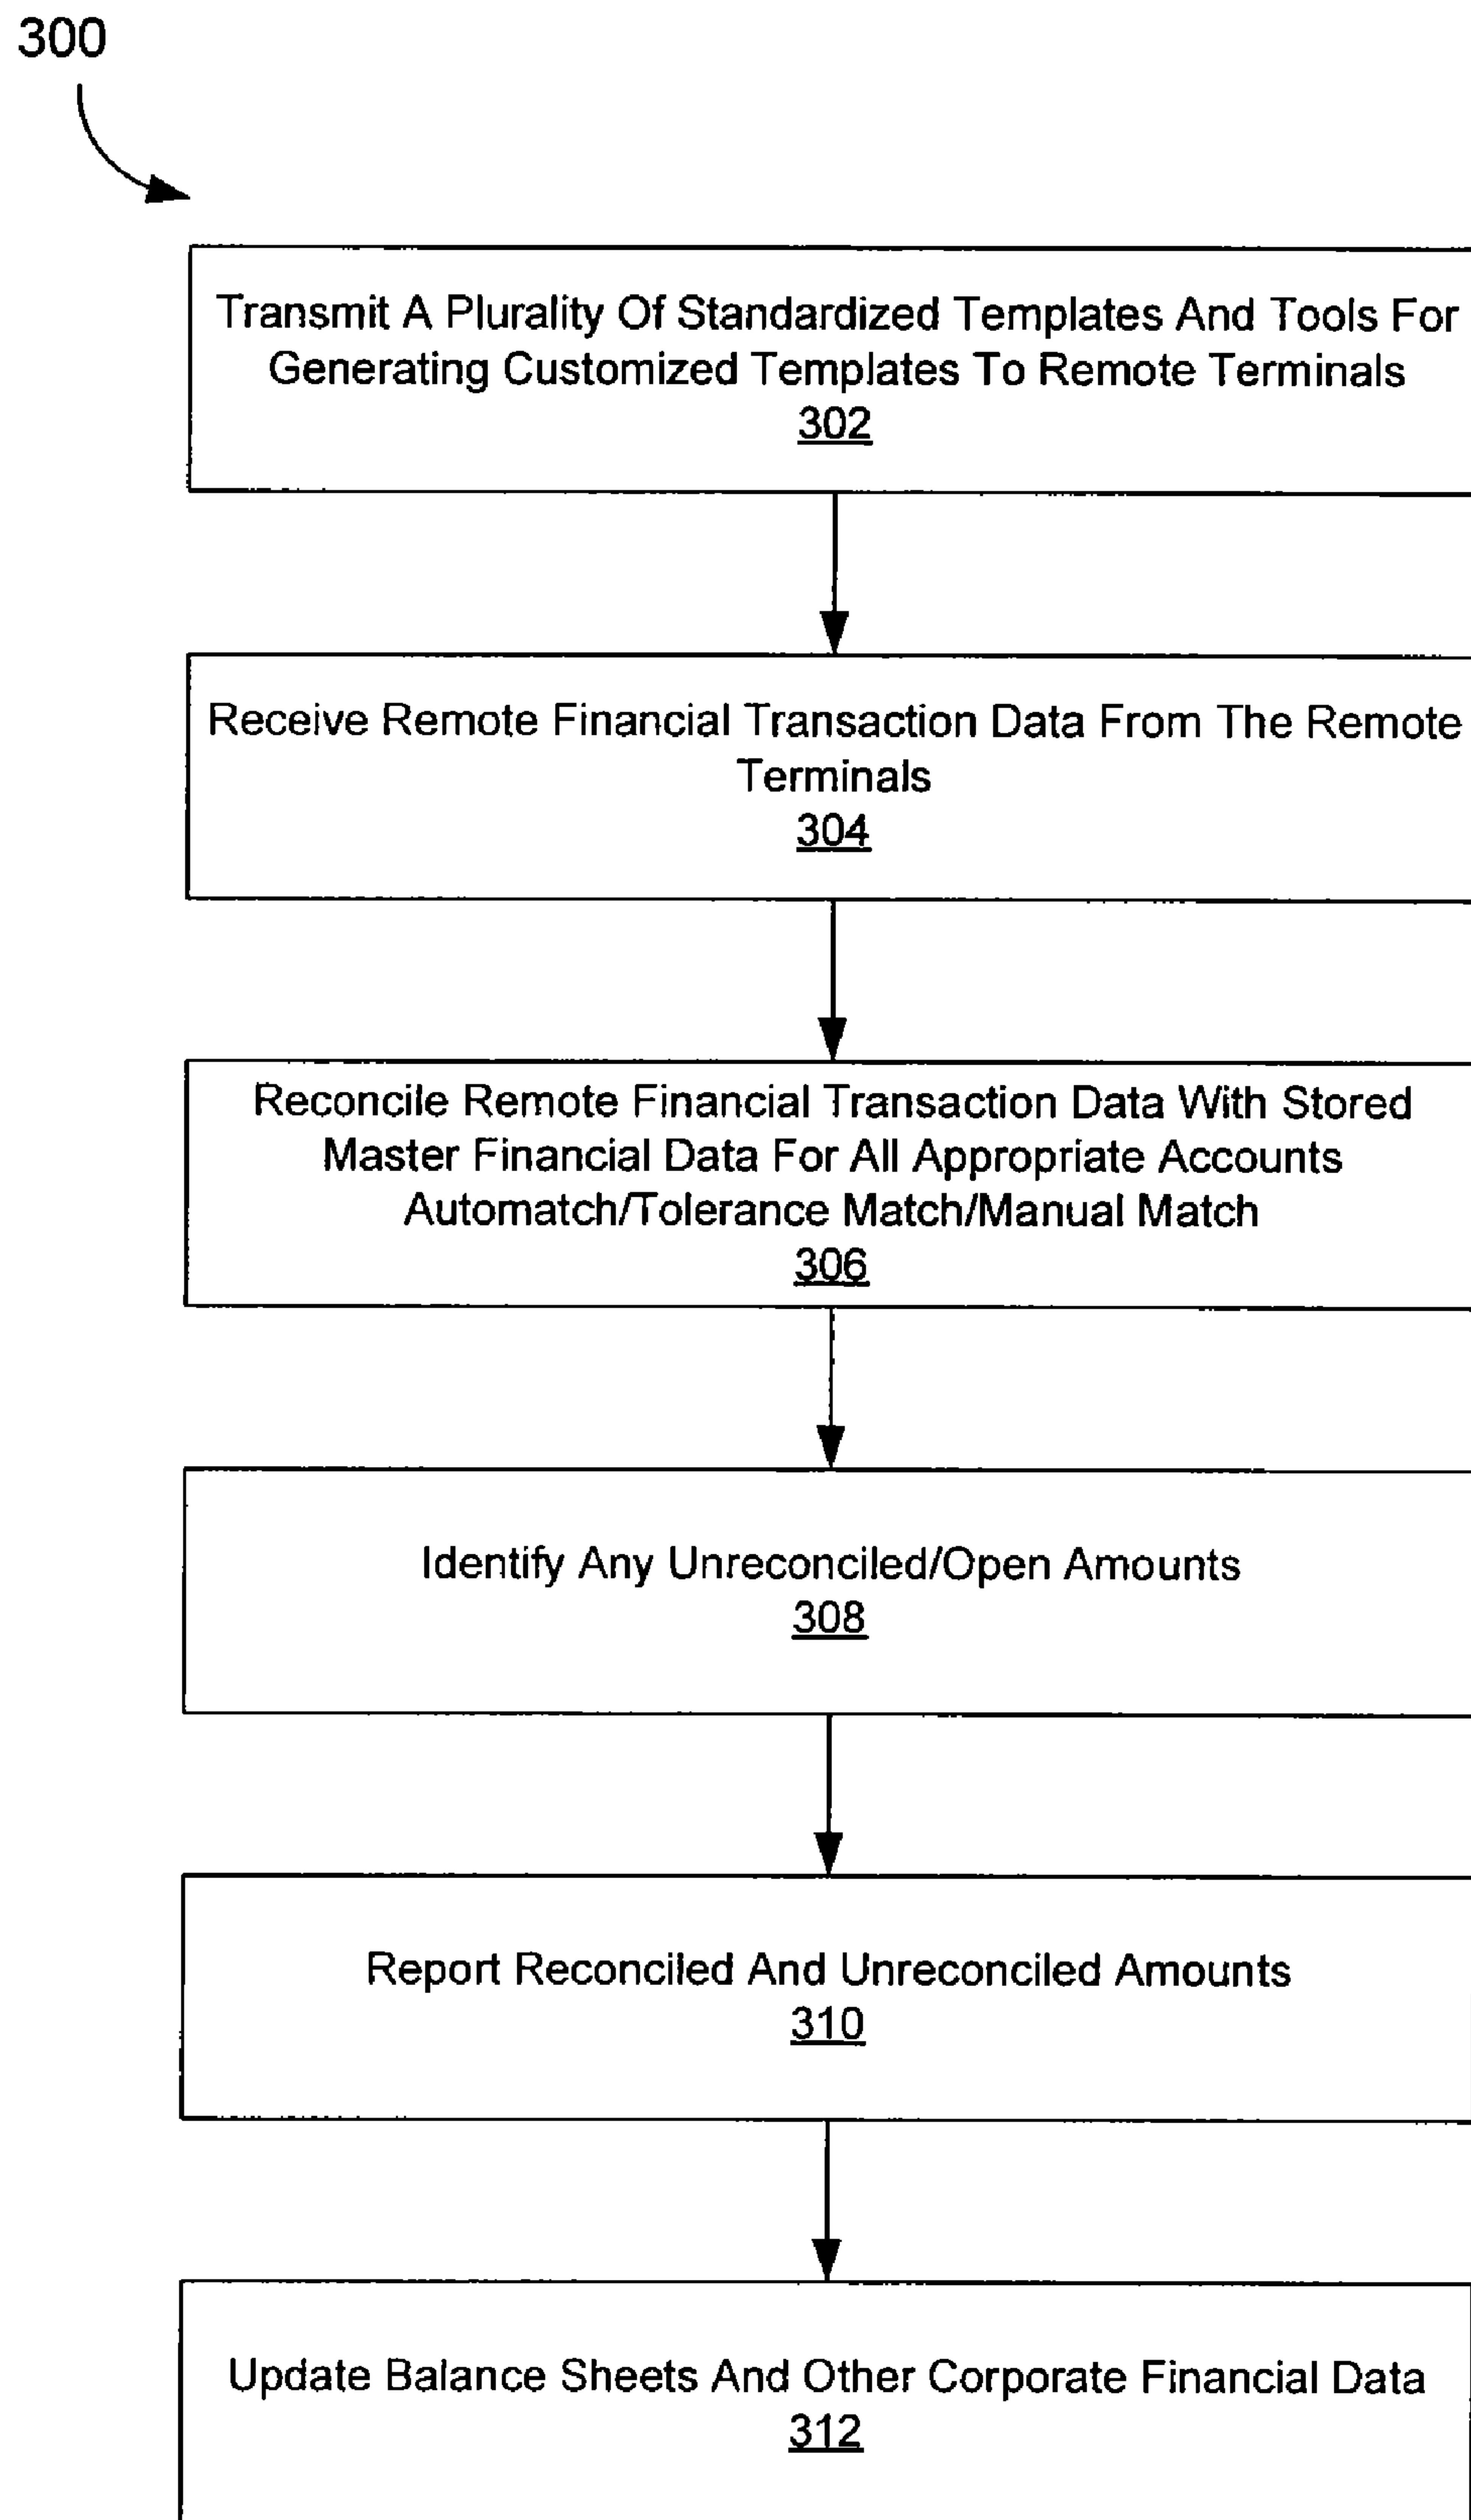 300
Transmit A Plurality Of Standardized Templates And Tools For
Generating Customized Templates To Remote Terminals
302
Receive Remote Financial Transaction Data From The Remote
Terminals
304
Reconcile Remote Financial Transaction Data With Stored
Master Financial Data For All Appropriate Accounts
Automatch/Tolerance Match/Manual Match
306
Identify Any Unreconciled/Open Amounts
308
Report Reconciled And Unreconciled Amounts
310
Update Balance Sheets And Other Corporate Financial Data
312